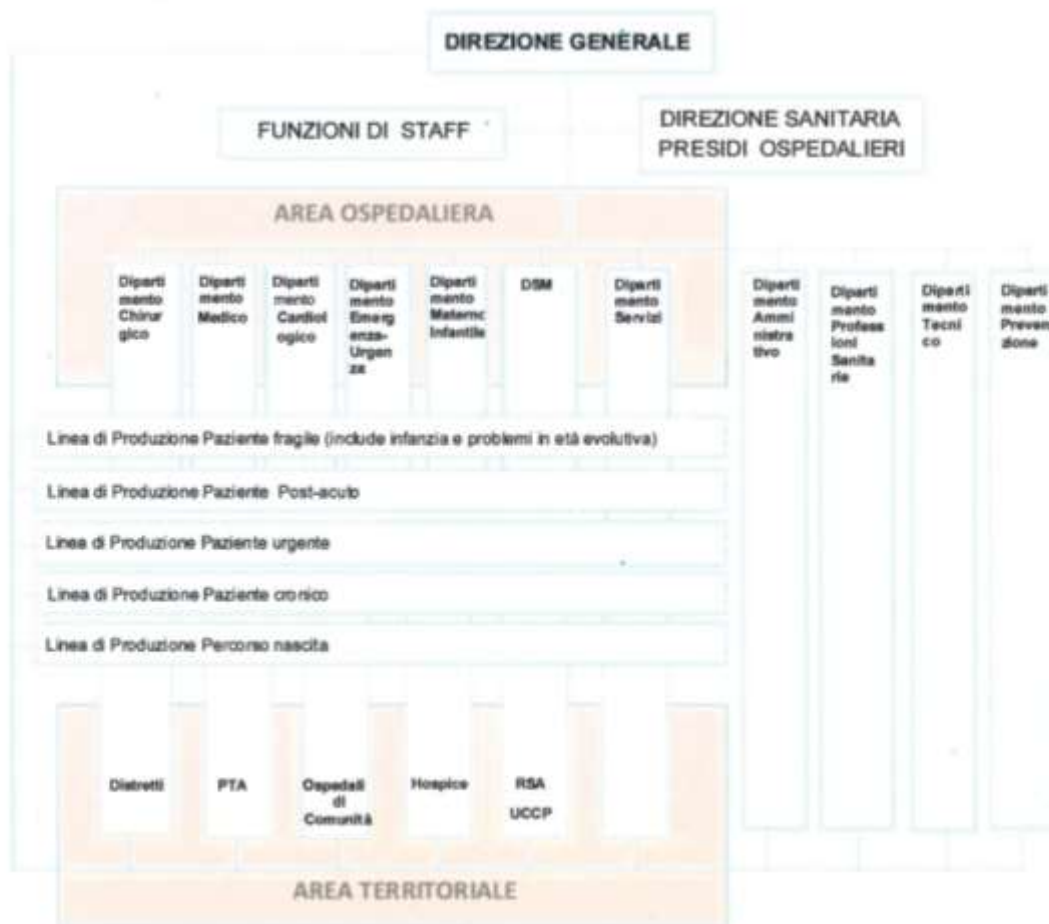 DIREZIONE GENERALE
FUNZIONI DI STAFF
DIREZIONE SANITARIA
PRESIDI OSPEDALIERI
AREA OSPEDALIERA
Diparti
mento
Chirur
gico
Diparti
mento
Medico
Diparti
mento
Cardiol
ogico
Diparti
mento
Emerg
enza-
Urgen
za
Diparti
mento
Materno
Infantile
DSM
Diparti
mento
Servizi
Diparti
mento
Ammi
nistra
tivo
Diparti
mento
Profess
ioni
Sanita
rie
Diparti
mento
Tecni
co
Diparti
mento
Preven
zione
Linea di Produzione Paziente fragile (include infanzia e problemi in età evolutiva)
Linea di Produzione Paziente Post-acuto
Linea di Produzione Paziente urgente
Linea di Produzione Paziente cronico
Linea di Produzione Percorso nascita
Distretti
PTA
Ospedali
di
Comunità
Hospice
RSA
UCCP
AREA TERRITORIALE